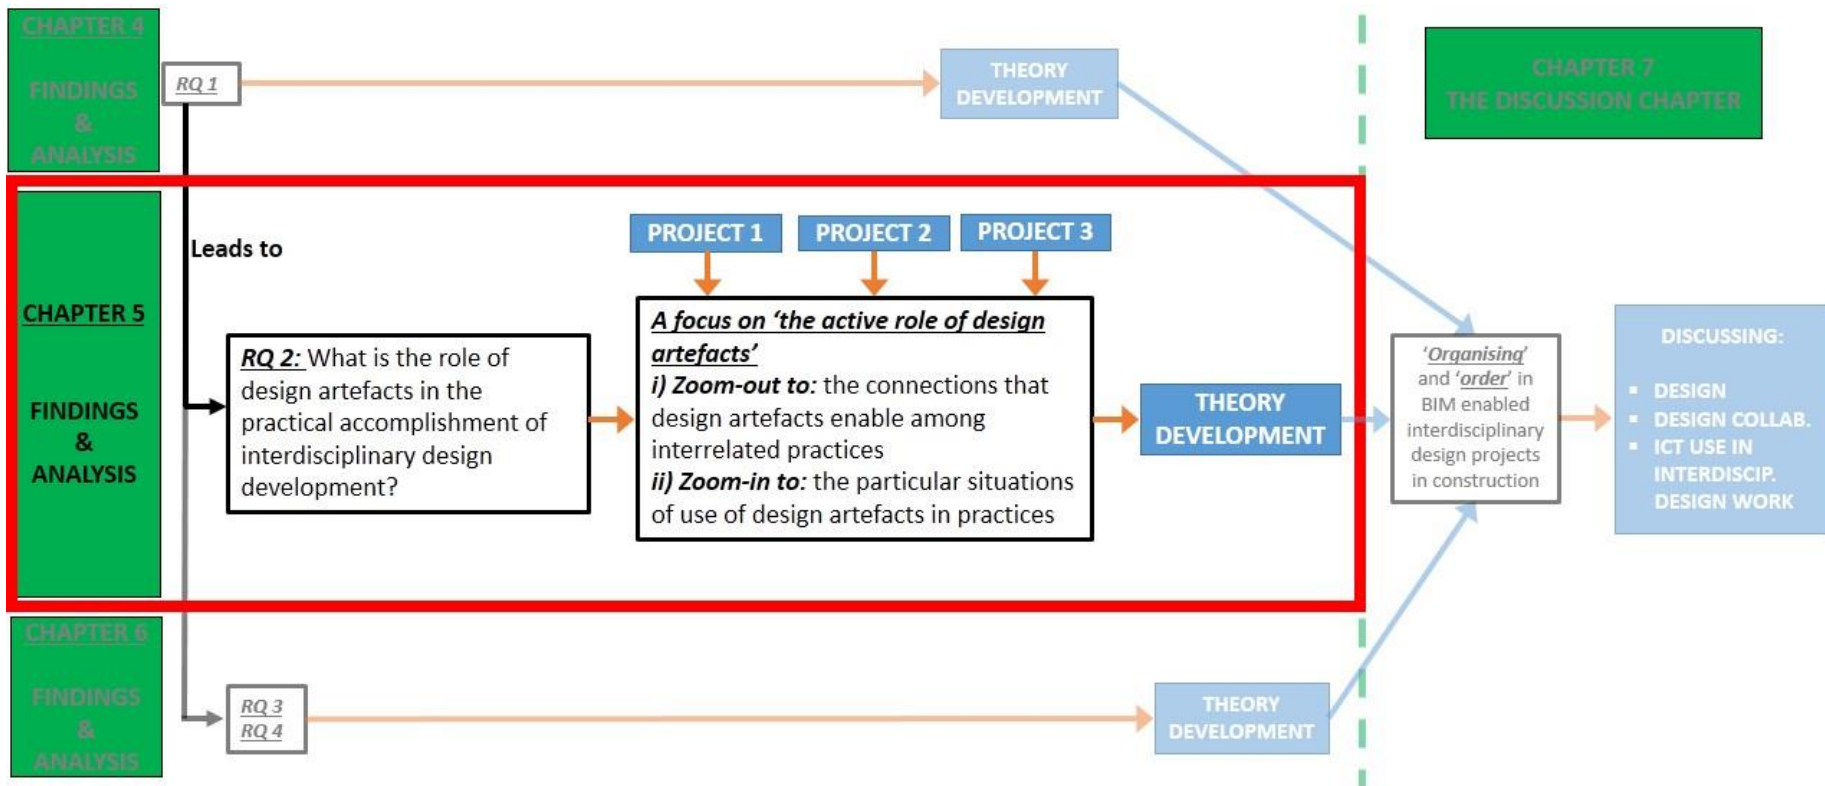 CHAPTER 4
FINDINGS
&
ANALYSIS
RQ 1
THEORY
DEVELOPMENT
CHAPTER 7
THE DISCUSSION CHAPTER
CHAPTER 5
FINDINGS
&
ANALYSIS
Leads to
RQ 2: What is the role of
design artefacts in the
practical accomplishment of
interdisciplinary design
development?
PROJECT 1
PROJECT 2
PROJECT 3
A focus on ‘the active role of design
artefacts’
i) Zoom-out to: the connections that
design artefacts enable among
interrelated practices
ii) Zoom-in to: the particular situations
of use of design artefacts in practices
THEORY
DEVELOPMENT
‘Organising’
and ‘order’ in
BIM enabled
interdisciplinary
design projects
in construction
DISCUSSING:
▪ DESIGN
▪ DESIGN COLLAB.
▪ ICT USE IN
INTERDISCIP.
DESIGN WORK
CHAPTER 6
FINDINGS
&
ANALYSIS
RQ 3
RQ 4
THEORY
DEVELOPMENT